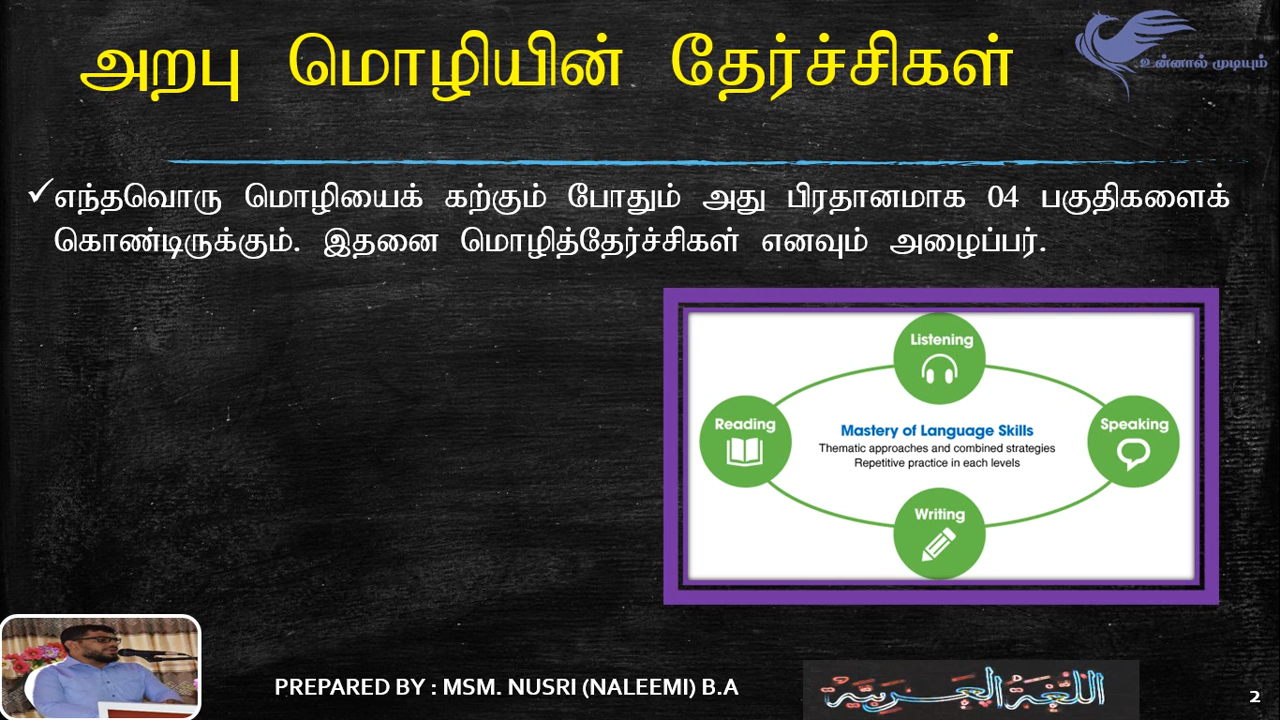 அறபு மொழியின் தேர்ச்சிகள்
உன்னால் முடியும்
எந்தவொரு மொழியைக் கற்கும் போதும் அது பிரதானமாக 04 பகுதிகளைக்
கொண்டிருக்கும். இதனை மொழித்தேர்ச்சிகள் எனவும் அழைப்பர்.
Listening
Reading
Speaking
Mastery of Language Skills
Thematic approaches and combined strategies
Repetitive practice in each levels
Writing
PREPARED BY : MSM. NUSRI (NALEEMI) B.A
اللغة العربية
2